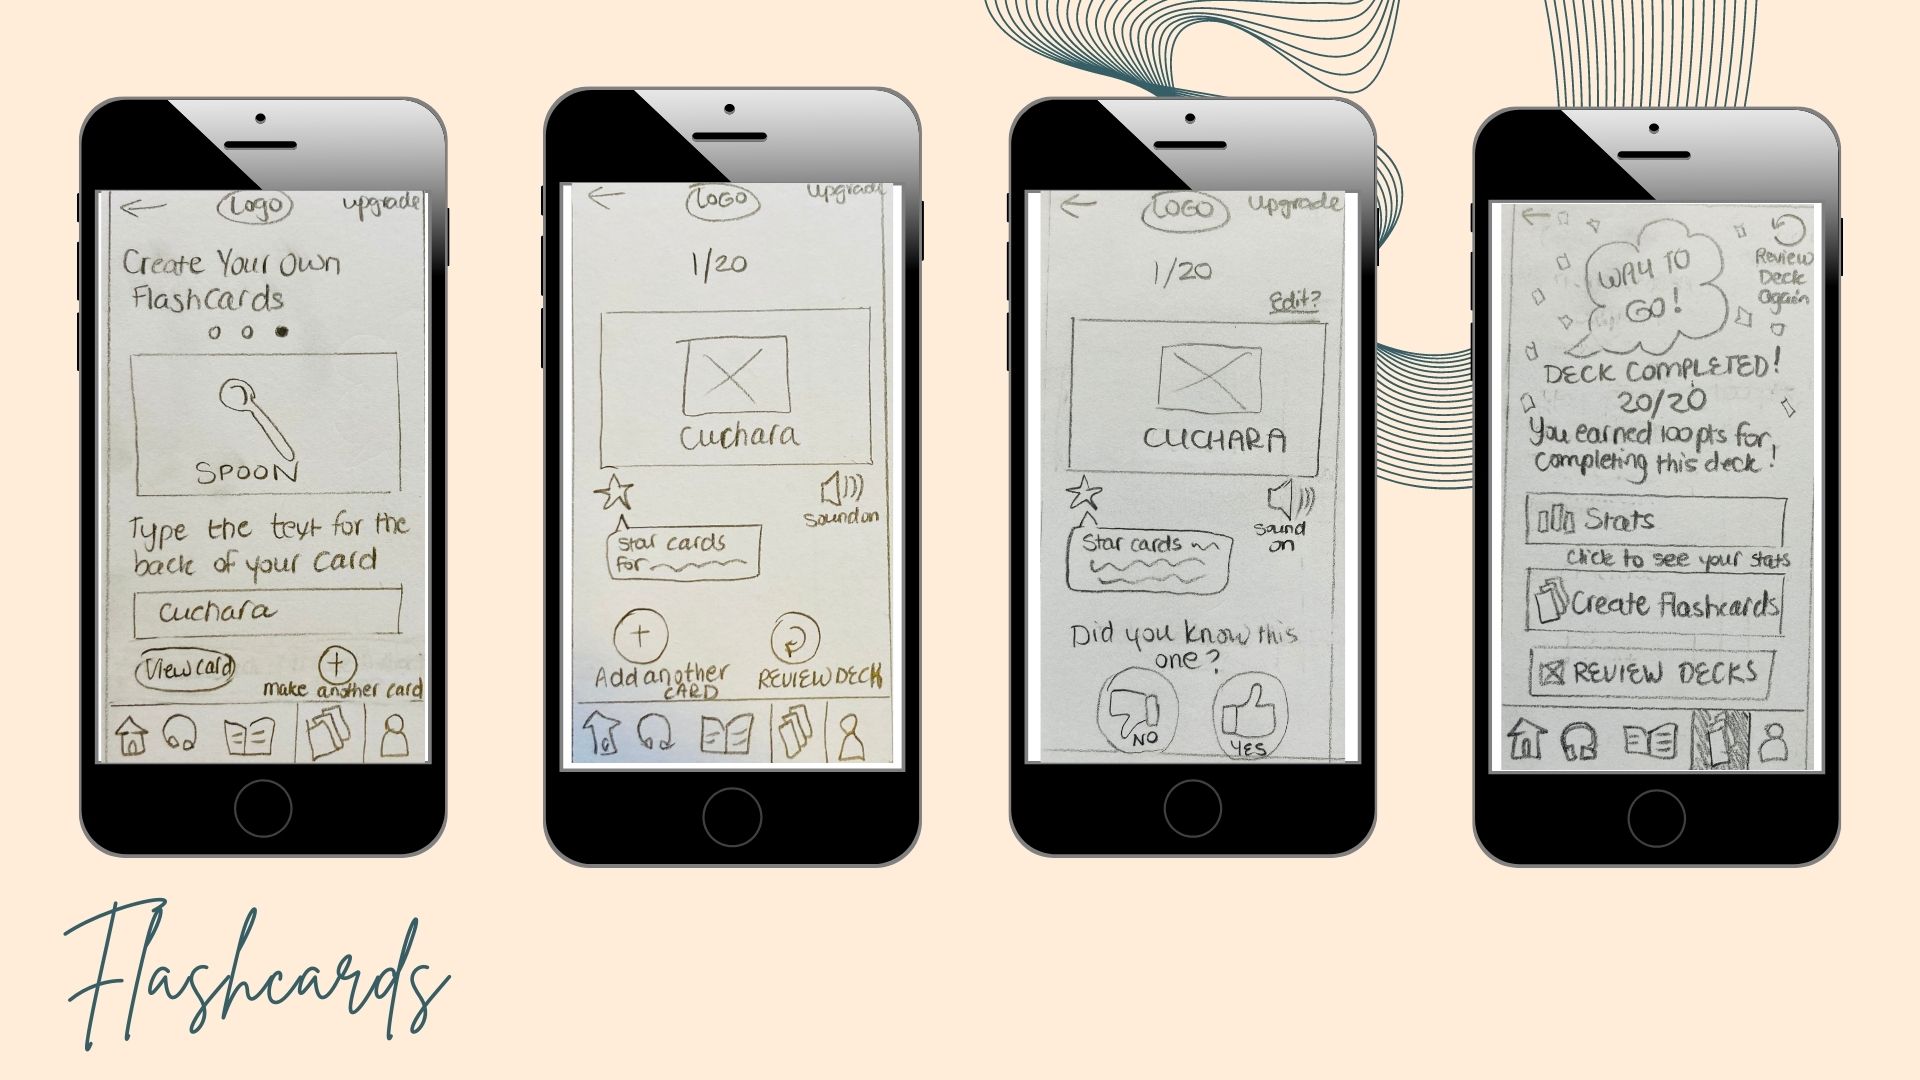 Logo
upgrade
Create Your Own
Flashcards
SPOON
Type the text for the
back of your card
cuchara
View card
make another card
LOGO
upgrade
1/20
cuchara
Sound on
Star cards
for
Add another
CARD
REVIEW DECK
LOGO
upgrade
1/20
Edit?
CUCHARA
Sound
on
Star cards
Did you know this
one?
NO
YES
Review
Deck
again
WAY TO
GO!
DECK COMPLETED!
20/20
You earned 100 pts for
completing this deck!
Stats
click to see your stats
Create Flashcards
REVIEW DECKS
Flashcards